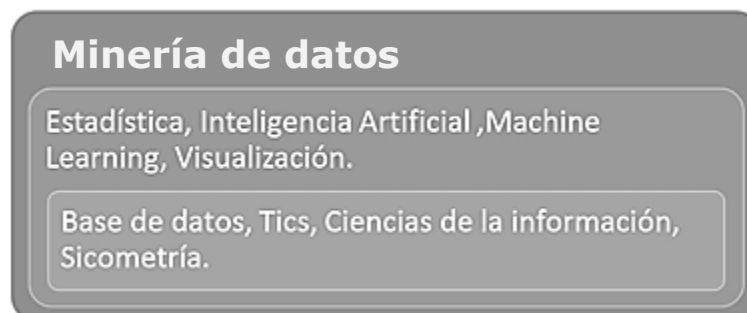 Minería de datos
Estadística, Inteligencia Artificial ,Machine
Learning, Visualización.
Base de datos, Tics, Ciencias de la información,
Sicometría.